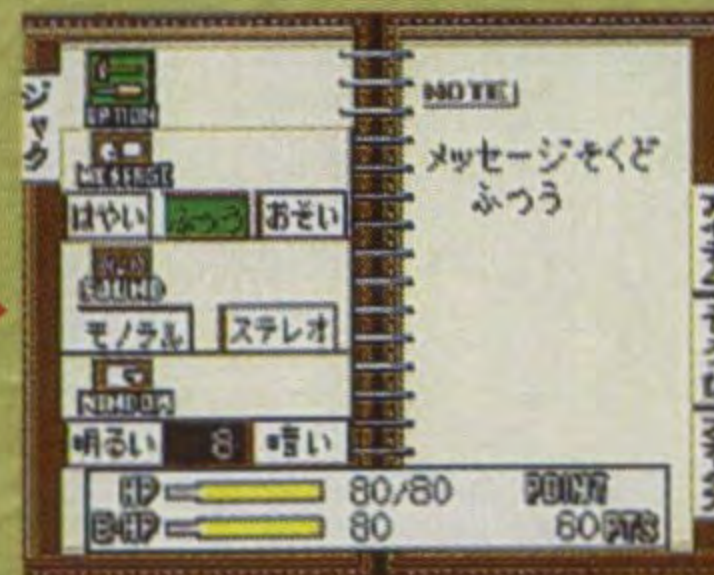 ジャック
OPTION
MESSAGE
はやい ふつう おそい
SOUND
モノラル ステレオ
WINDOW
明るい 8 暗い
NOTE!
メッセージそくど
ふつう
HP 80/80 POINT
B-HP 80 60PTS